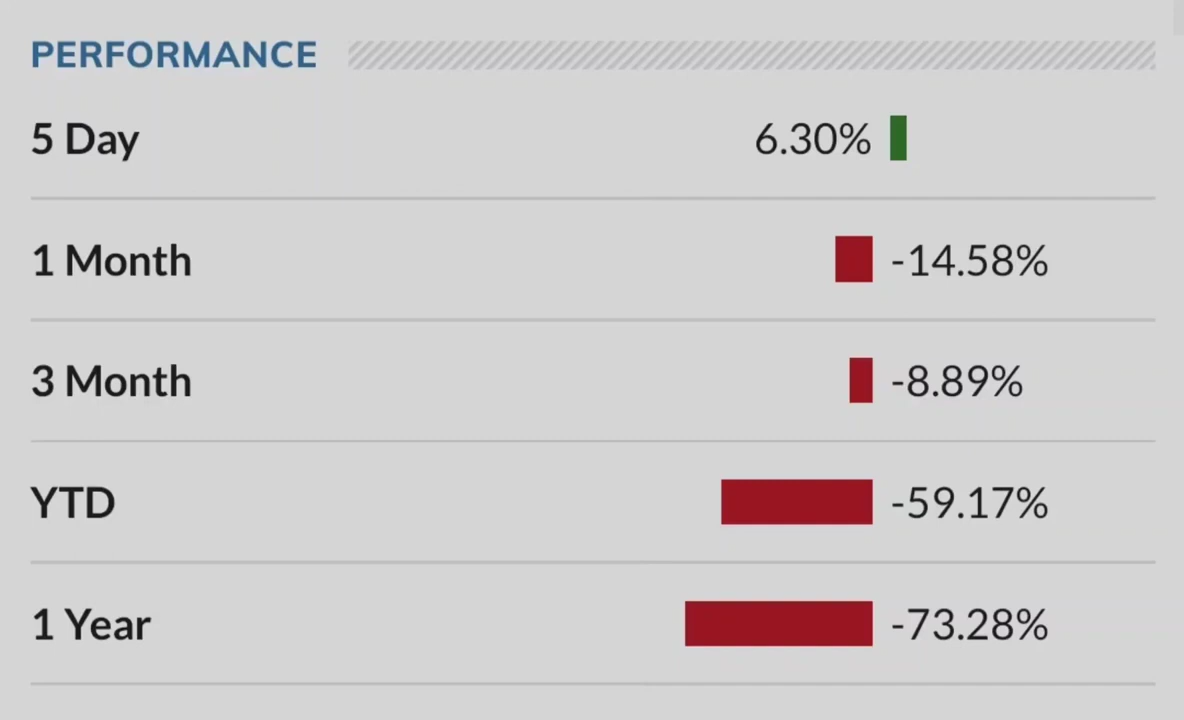 PERFORMANCE
5 Day 6.30%
1 Month -14.58%
3 Month -8.89%
YTD -59.17%
1 Year -73.28%